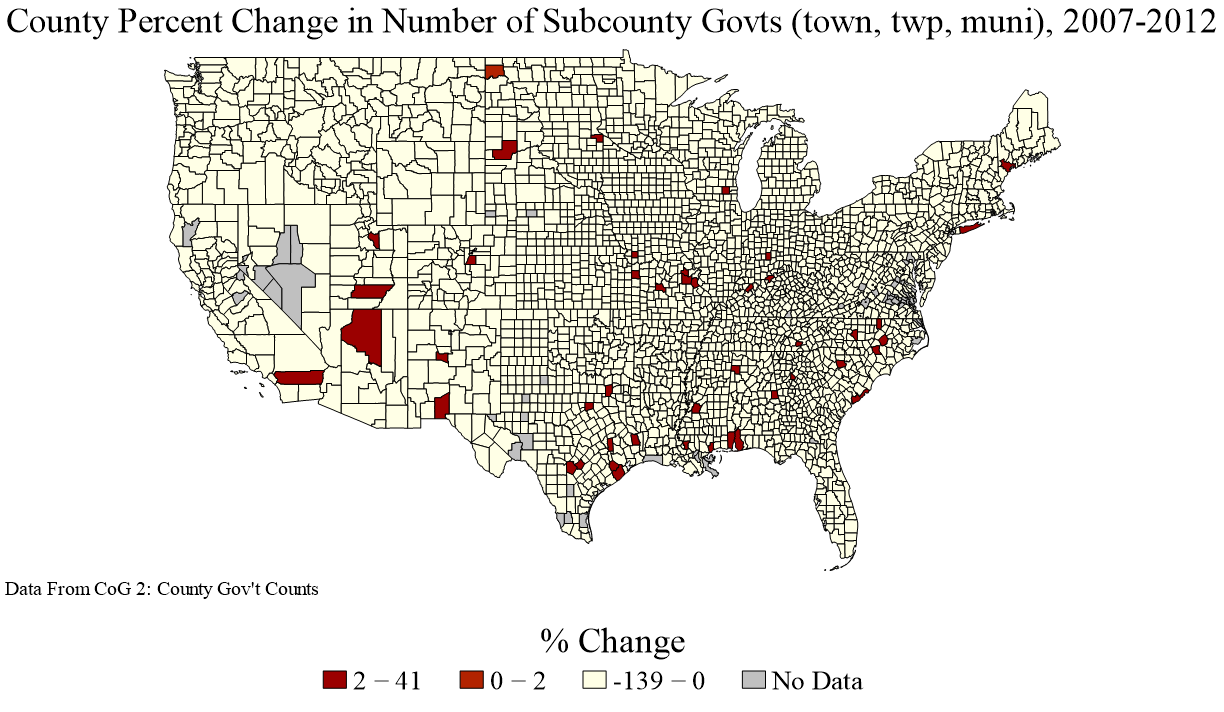 County Percent Change in Number of Subcounty Govts (town, twp, muni), 2007-2012
Data From CoG 2: County Gov't Counts
% Change
2 − 41 0 − 2 -139 − 0 No Data